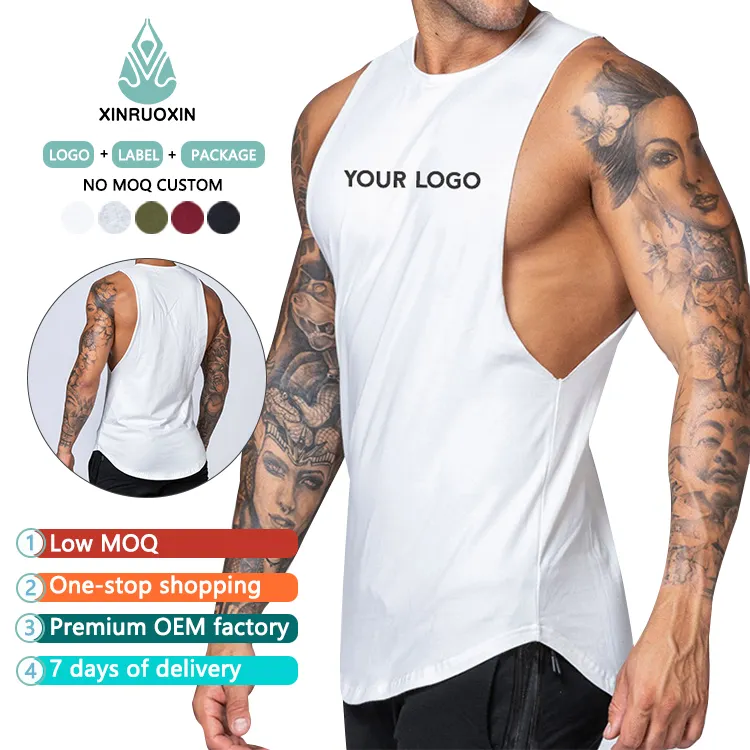 XINRUOXIN
LOGO + LABEL + PACKAGE
NO MOQ CUSTOM
YOUR LOGO
1 Low MOQ
2 One-stop shopping
3 Premium OEM factory
4 7 days of delivery